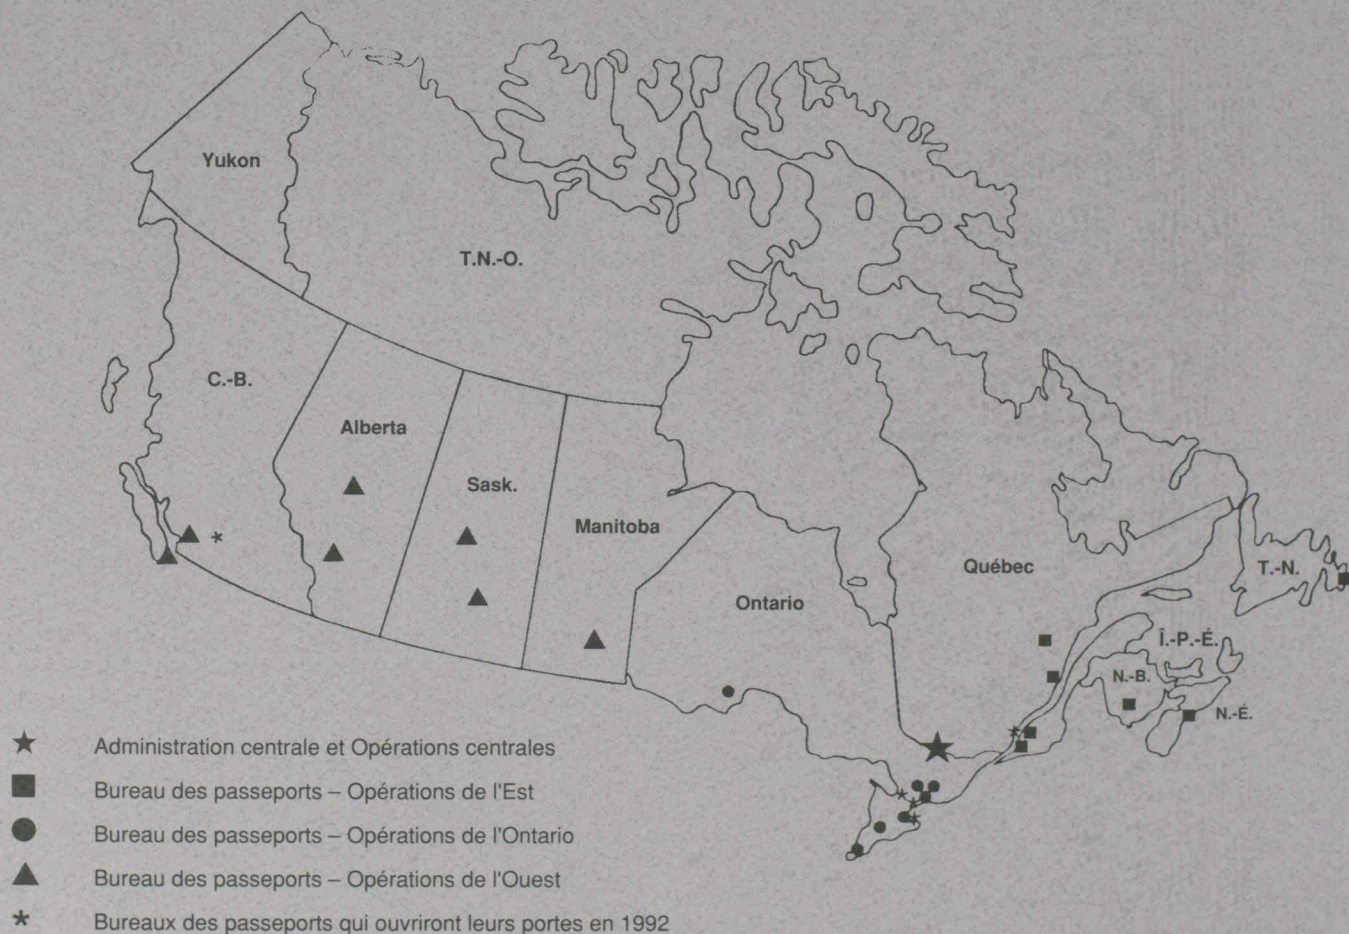 Yukon
T.N.-O.
C.-B.
Alberta
Sask.
Manitoba
Ontario
Québec
T.-N.
Î.-P.-É.
N.-B.
N.-É.
Administration centrale et Opérations centrales
Bureau des passeports – Opérations de l'Est
Bureau des passeports – Opérations de l'Ontario
Bureau des passeports – Opérations de l'Ouest
* Bureaux des passeports qui ouvriront leurs portes en 1992